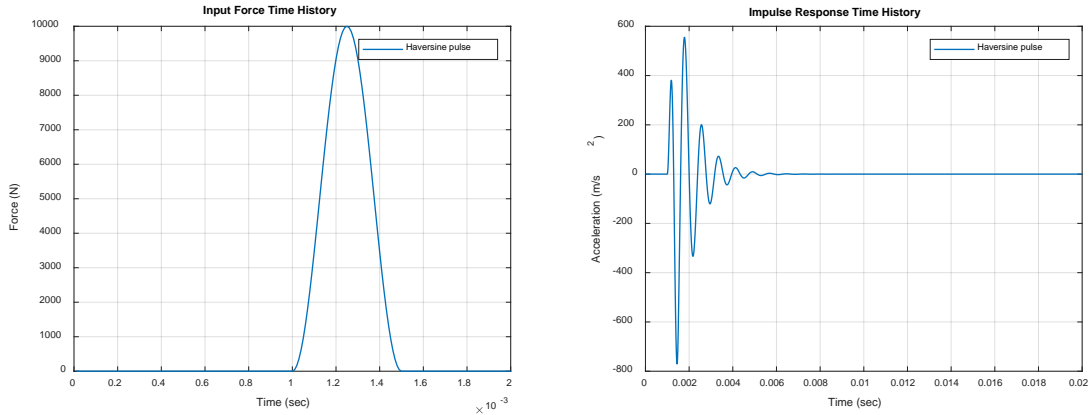 Input Force Time History
10000
9000
8000
7000
6000
5000
4000
3000
2000
1000
0
Force (N)
Haversine pulse
0 0.2 0.4 0.6 0.8 1 1.2 1.4 1.6 1.8 2
Time (sec)
× 10 -3
Impulse Response Time History
600
400
200
0
-200
-400
-600
-800
Acceleration (m/s 2 )
Haversine pulse
0 0.002 0.004 0.006 0.008 0.01 0.012 0.014 0.016 0.018 0.02
Time (sec)